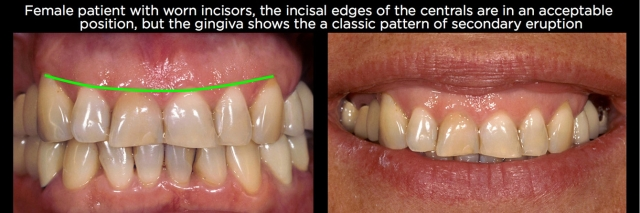 Female patient with worn incisors, the incisal edges of the centrals are in an acceptable
position, but the gingiva shows the a classic pattern of secondary eruption